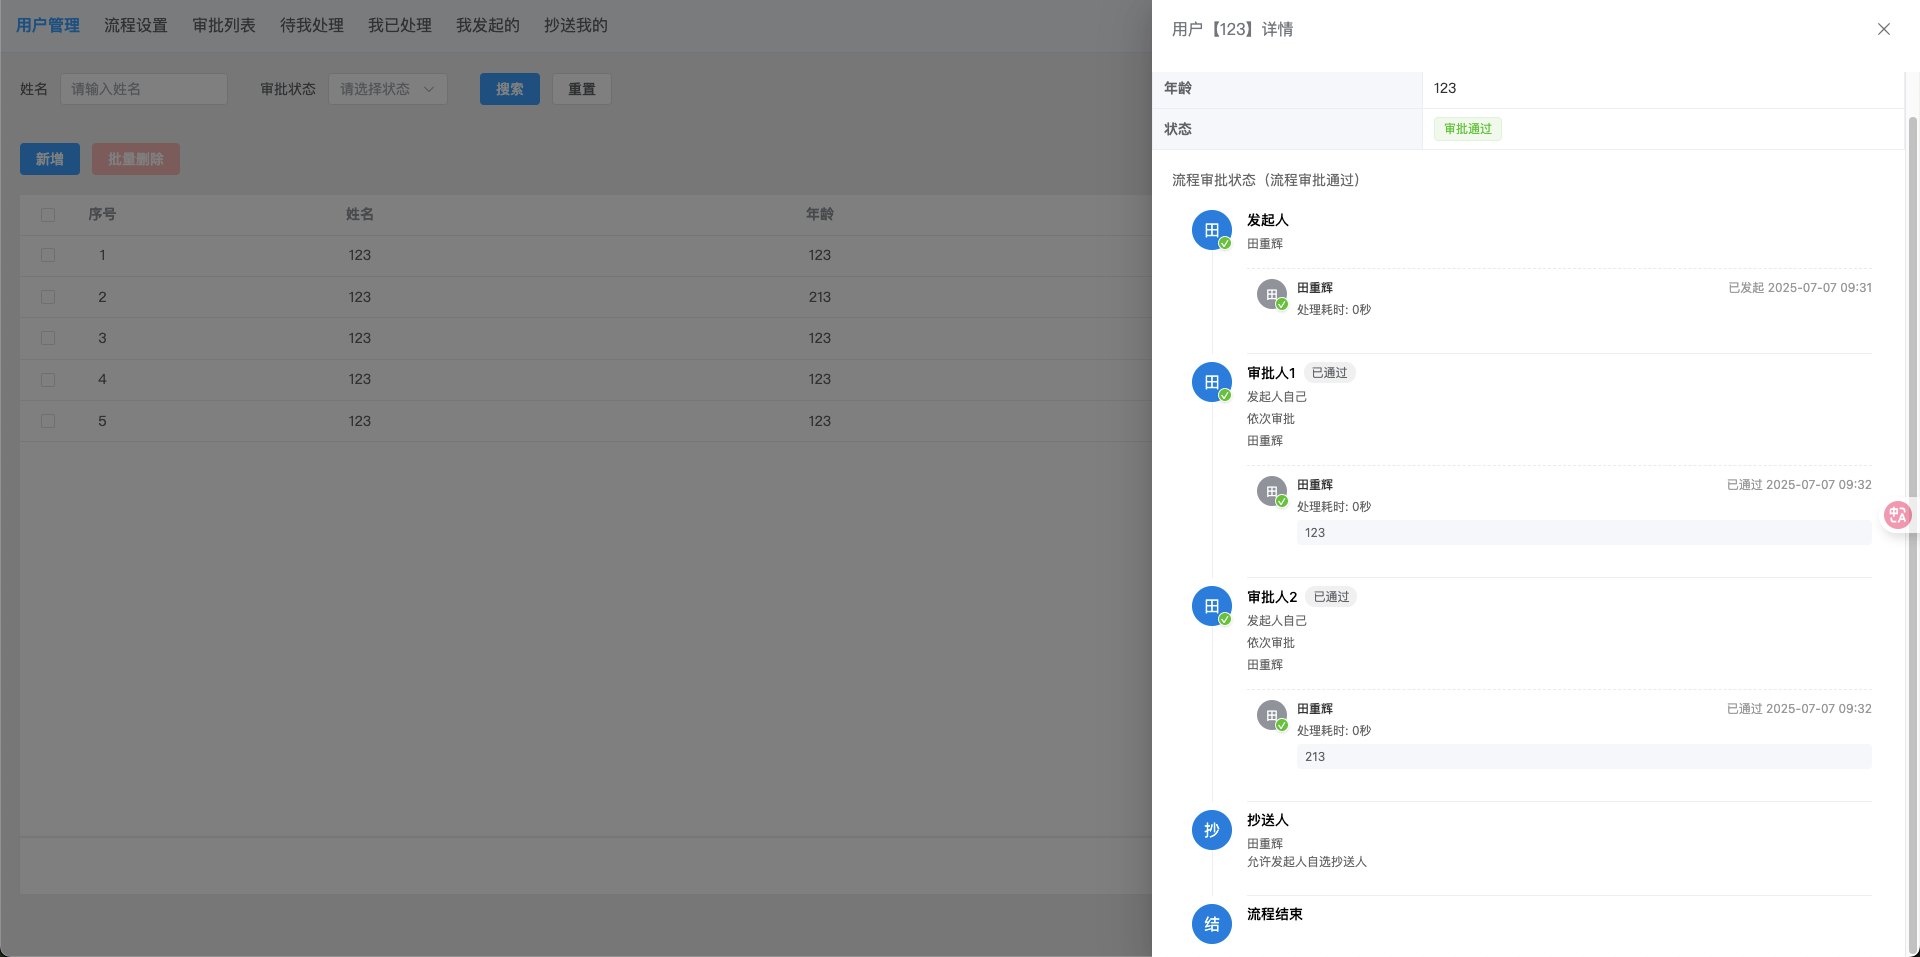 用户管理 流程设置 审批列表 待我处理 我已处理 我发起的 抄送我的
姓名 请输入姓名 审批状态 请选择状态 搜索 重置
新增 批量删除
序号 姓名 年龄
1 123 123
2 123 213
3 123 123
4 123 123
5 123 123
用户【123】详情
年龄 123
状态 审批通过
流程审批状态（流程审批通过）
田 发起人
田重辉
田 田重辉 已发起 2025-07-07 09:31
处理耗时: 0秒
田 审批人1 已通过
发起人自己
依次审批
田重辉
田 田重辉 已通过 2025-07-07 09:32
处理耗时: 0秒
123
田 审批人2 已通过
发起人自己
依次审批
田重辉
田 田重辉 已通过 2025-07-07 09:32
处理耗时: 0秒
213
抄 抄送人
田重辉
允许发起人自选抄送人
结 流程结束
中 A